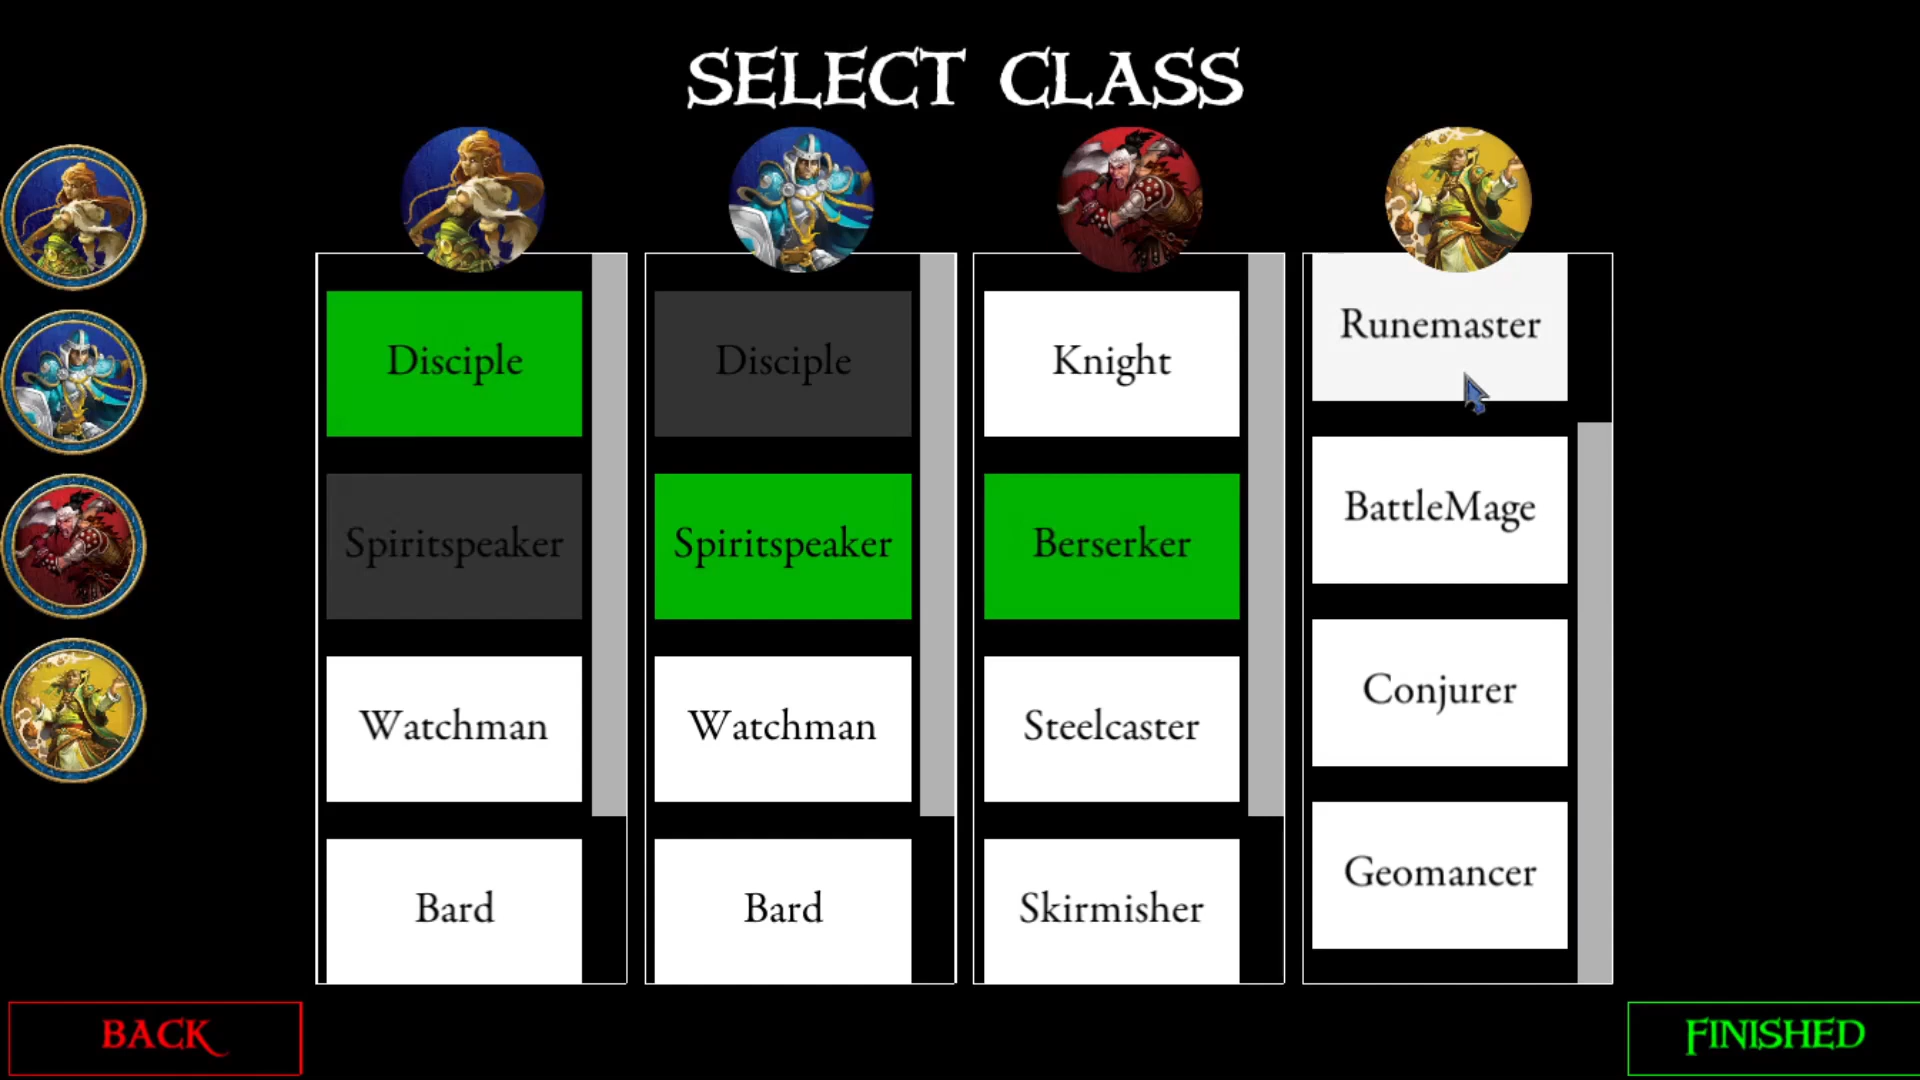 SELECT CLASS
Disciple
Spiritspeaker
Watchman
Bard
Disciple
Spiritspeaker
Watchman
Bard
Knight
Berserker
Steelcaster
Skirmisher
Runemaster
BattleMage
Conjurer
Geomancer
BACK
FINISHED